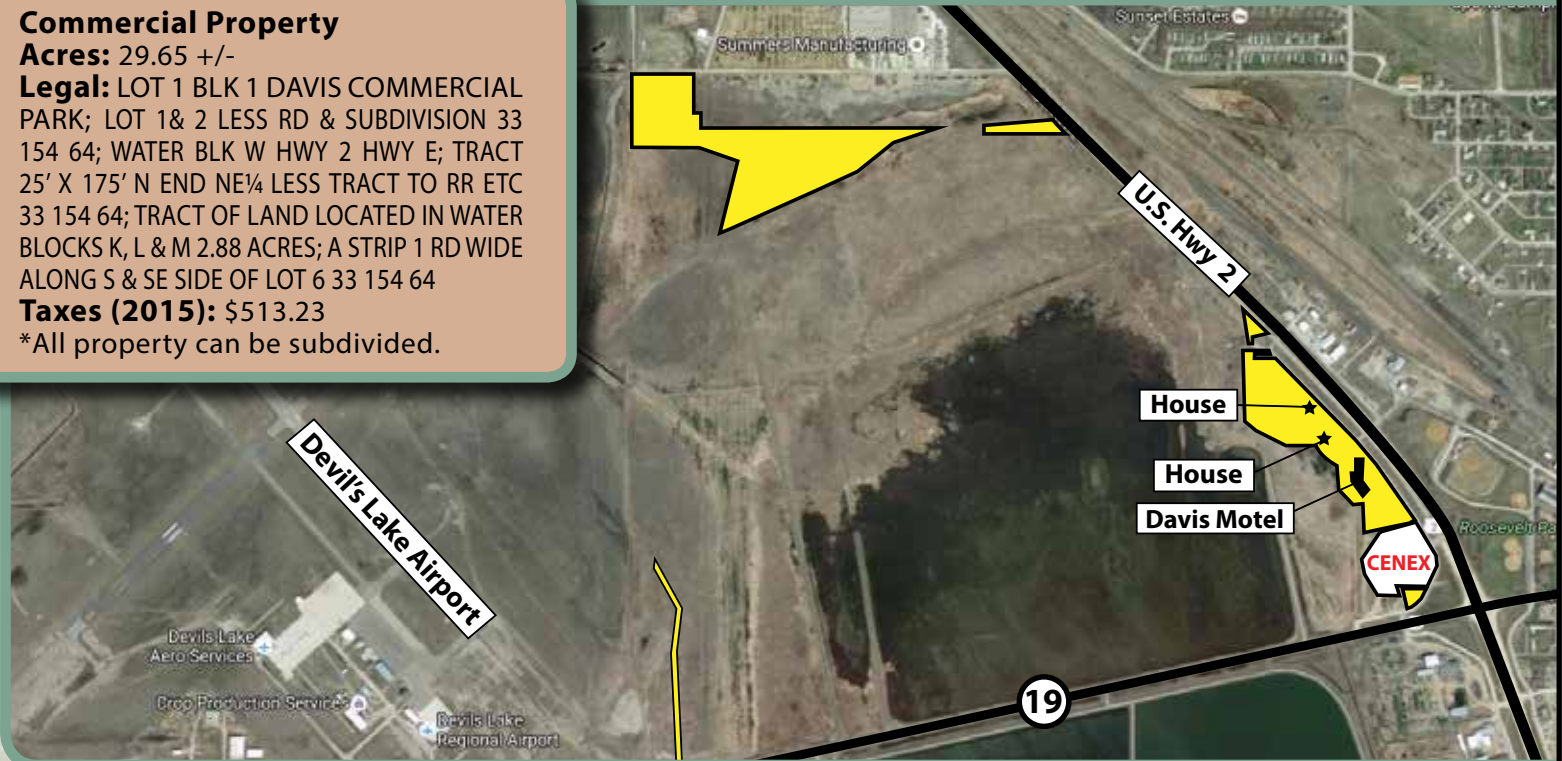 Commercial Property
Acres: 29.65 +/-
Legal: LOT 1 BLK 1 DAVIS COMMERCIAL
PARK; LOT 1& 2 LESS RD & SUBDIVISION 33
154 64; WATER BLK W HWY 2 HWY E; TRACT
25’ X 175’ N END NE¼ LESS TRACT TO RR ETC
33 154 64; TRACT OF LAND LOCATED IN WATER
BLOCKS K, L & M 2.88 ACRES; A STRIP 1 RD WIDE
ALONG S & SE SIDE OF LOT 6 33 154 64
Taxes (2015): $513.23
*All property can be subdivided.
Summers Manufacturing
Sunset Estates
U.S. Hwy 2
House
House
Davis Motel
2
Roosevelt
CENEX
Devil’s Lake Airport
Devils Lake
Aero Services
Crop Production Services
Devils Lake
Regional Airport
19